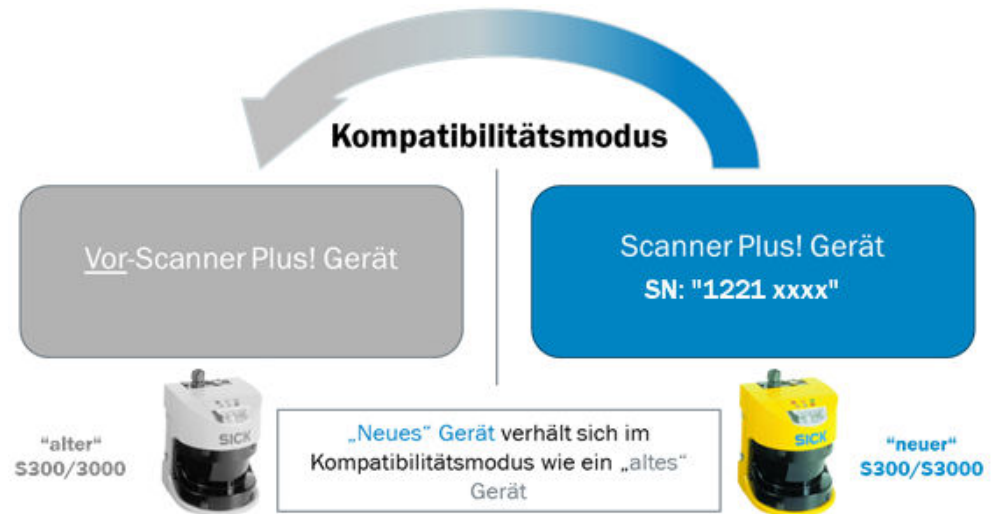 Kompatibilitätsmodus
Vor-Scanner Plus! Gerät
Scanner Plus! Gerät
SN: "1221 xxxx"
“alter“
S300/3000
SICK
„Neues“ Gerät verhält sich im
Kompatibilitätsmodus wie ein „altes“
Gerät
SICK
“neuer“
S300/S3000